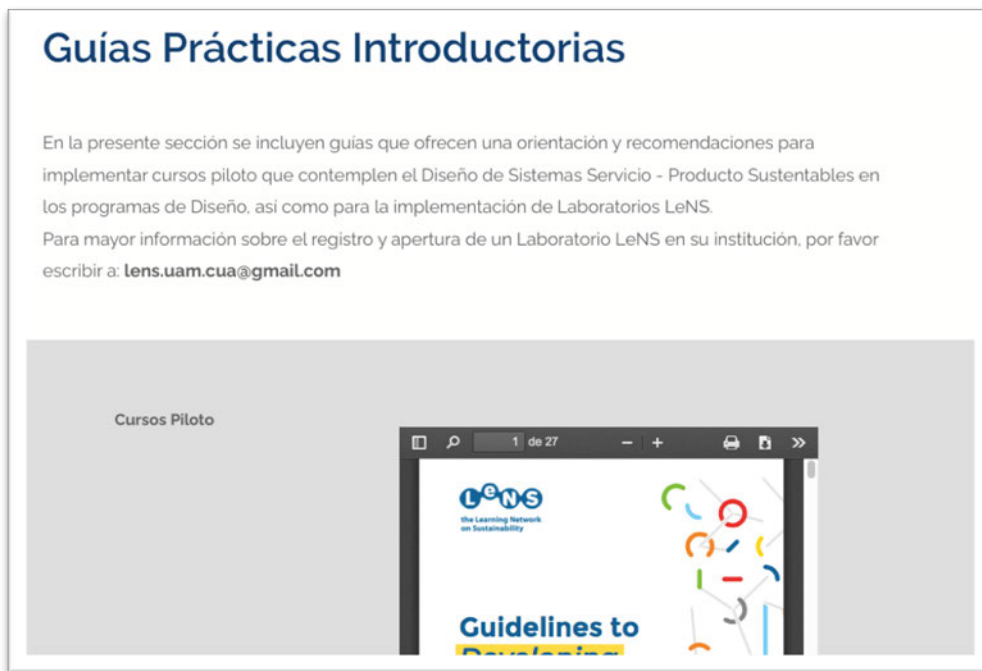 Guías Prácticas Introductorias
En la presente sección se incluyen guías que ofrecen una orientación y recomendaciones para
implementar cursos piloto que contemplen el Diseño de Sistemas Servicio - Producto Sustentables en
los programas de Diseño, así como para la implementación de Laboratorios LeNS.
Para mayor información sobre el registro y apertura de un Laboratorio LeNS en su institución, por favor
escribir a: lens.uam.cua@gmail.com
Cursos Piloto
1 de 27
LeNS
the Learning Network
on Sustainability
Guidelines to
Developing